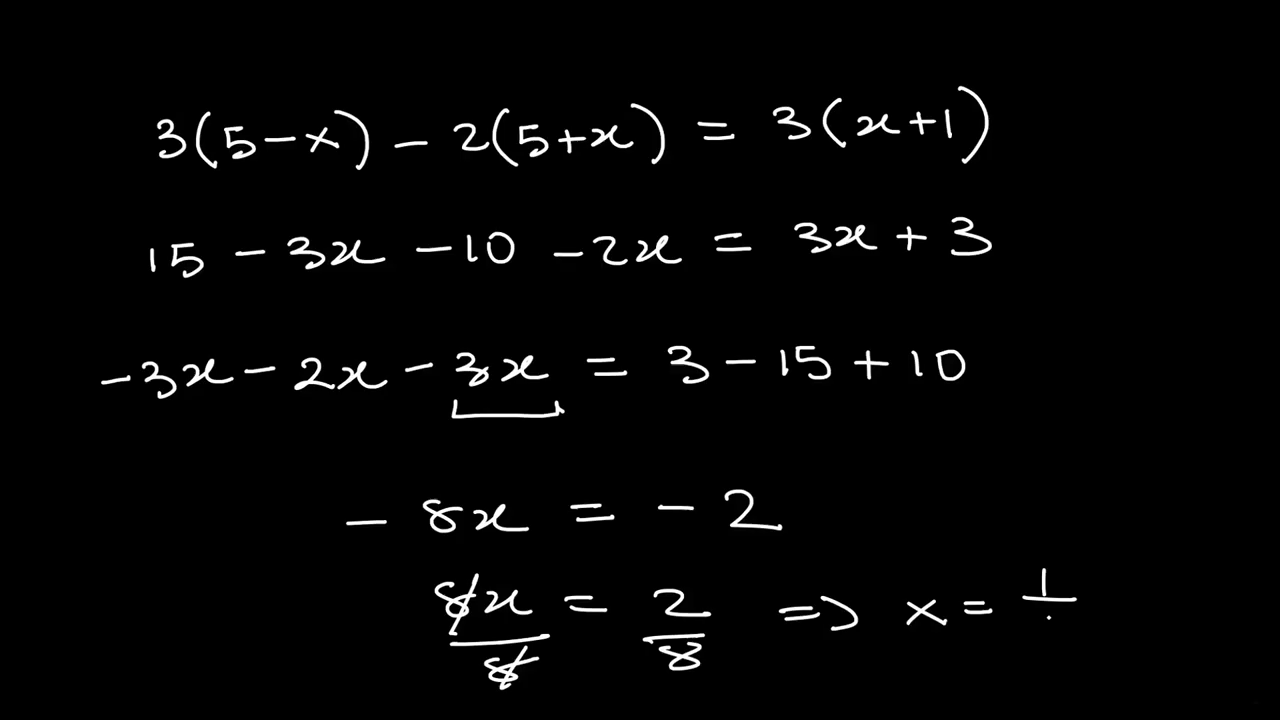 3(5-x) - 2(5+x) = 3(x+1)
15 - 3x - 10 - 2x = 3x + 3
-3x - 2x - 3x = 3 - 15 + 10
- 8x = - 2
8x/8 = 2/8 => x = 1/